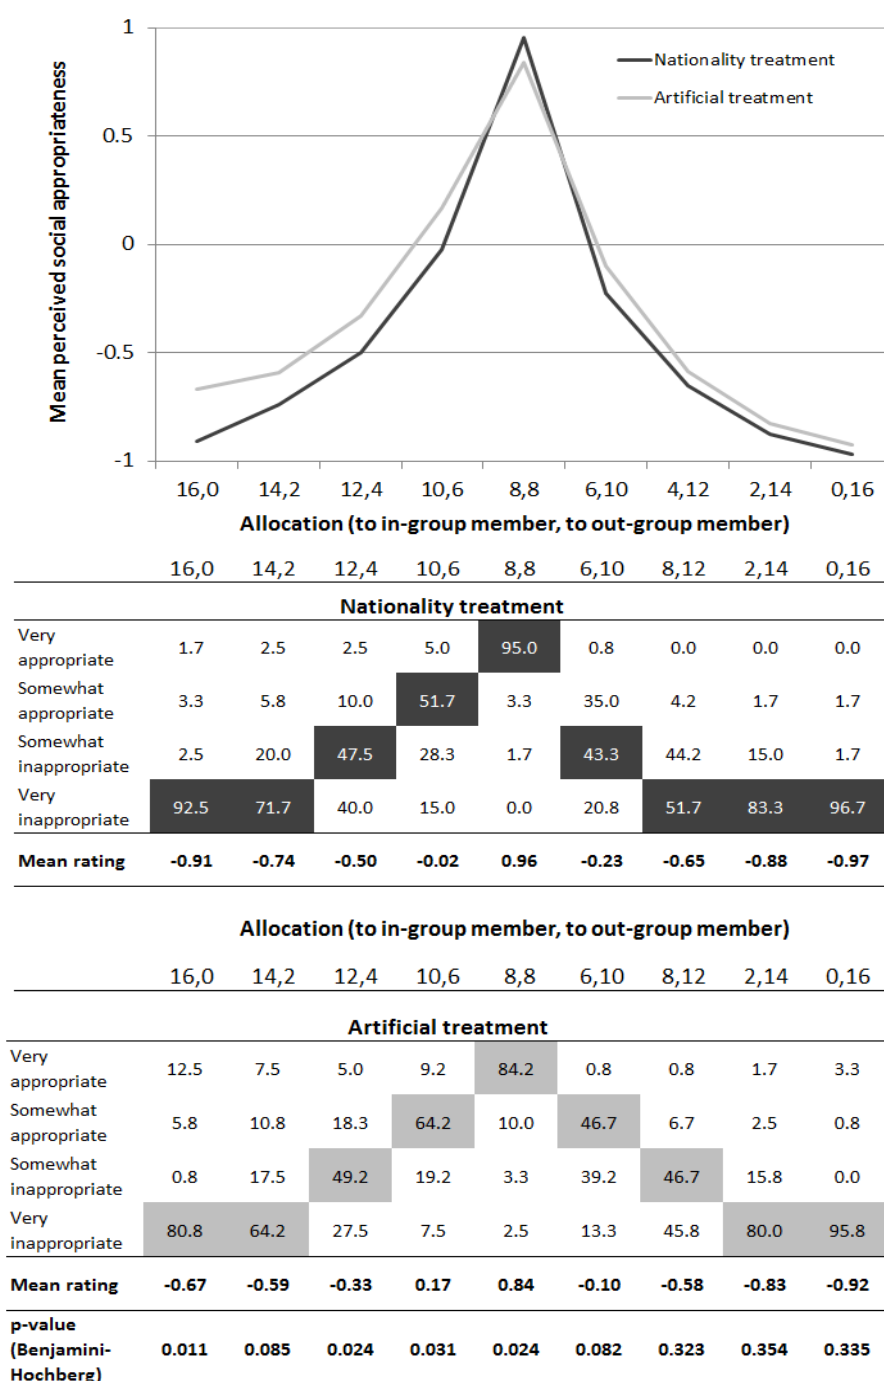 1
0.5
0
-0.5
-1
Mean perceived social appropriateness
Nationality treatment
Artificial treatment
16,0 14,2 12,4 10,6 8,8 6,10 4,12 2,14 0,16
Allocation (to in-group member, to out-group member)
16,0 14,2 12,4 10,6 8,8 6,10 8,12 2,14 0,16
Nationality treatment
Very
appropriate 1.7 2.5 2.5 5.0 95.0 0.8 0.0 0.0 0.0
Somewhat
appropriate 3.3 5.8 10.0 51.7 3.3 35.0 4.2 1.7 1.7
Somewhat
inappropriate 2.5 20.0 47.5 28.3 1.7 43.3 44.2 15.0 1.7
Very
inappropriate 92.5 71.7 40.0 15.0 0.0 20.8 51.7 83.3 96.7
Mean rating -0.91 -0.74 -0.50 -0.02 0.96 -0.23 -0.65 -0.88 -0.97
Allocation (to in-group member, to out-group member)
16,0 14,2 12,4 10,6 8,8 6,10 8,12 2,14 0,16
Artificial treatment
Very
appropriate 12.5 7.5 5.0 9.2 84.2 0.8 0.8 1.7 3.3
Somewhat
appropriate 5.8 10.8 18.3 64.2 10.0 46.7 6.7 2.5 0.8
Somewhat
inappropriate 0.8 17.5 49.2 19.2 3.3 39.2 46.7 15.8 0.0
Very
inappropriate 80.8 64.2 27.5 7.5 2.5 13.3 45.8 80.0 95.8
Mean rating -0.67 -0.59 -0.33 0.17 0.84 -0.10 -0.58 -0.83 -0.92
p-value
(Benjamini- 0.011 0.085 0.024 0.031 0.024 0.082 0.323 0.354 0.335
Hochberg)